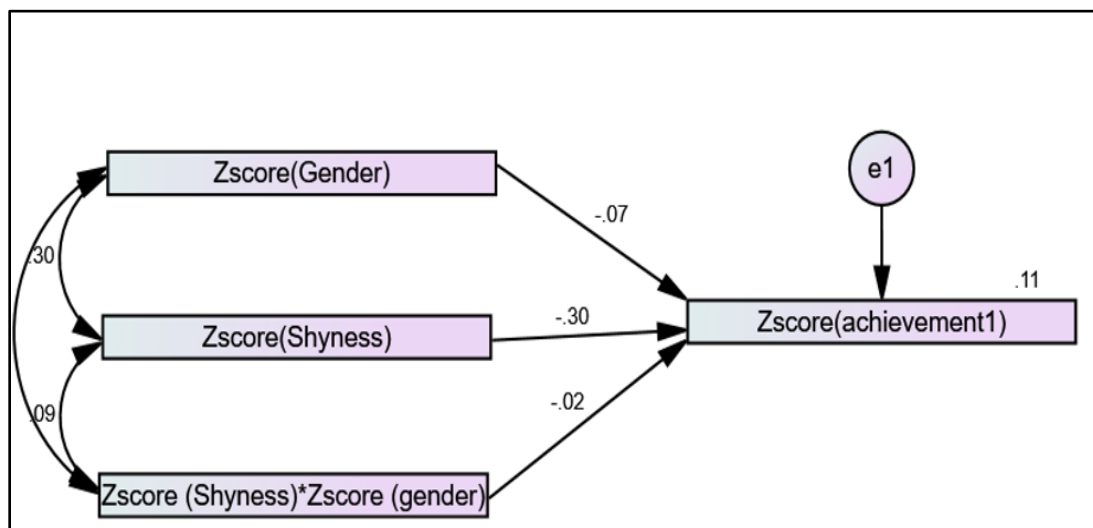 Zscore(Gender)
e1
-.07
.30
.11
Zscore(Shyness)
-.30
Zscore(achievement1)
.09
-.02
Zscore (Shyness)*Zscore (gender)